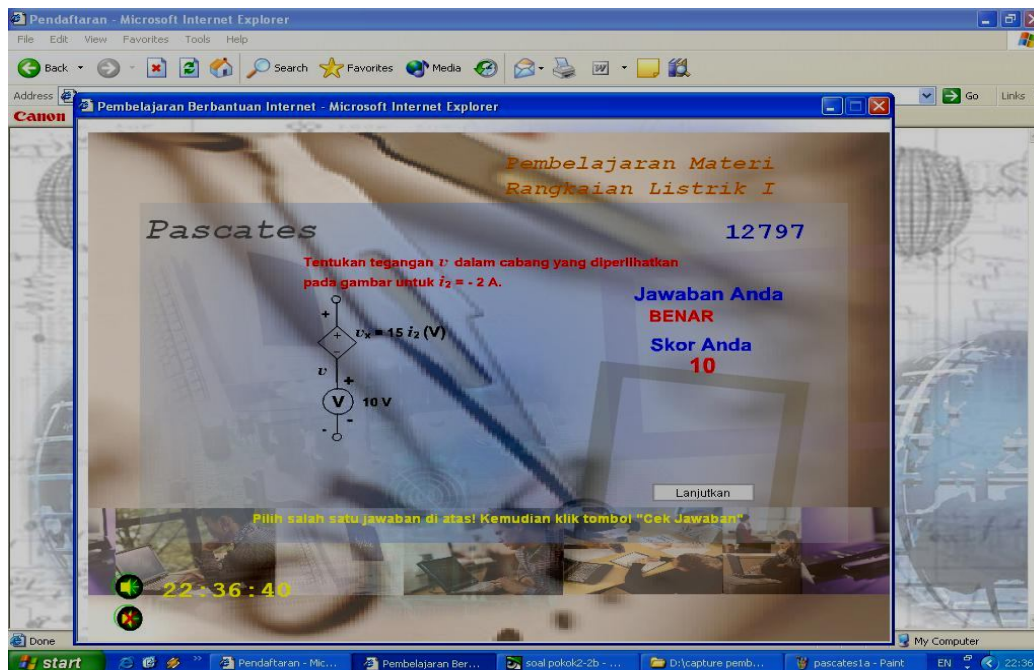 Pendaftaran - Microsoft Internet Explorer
File Edit View Favorites Tools Help
Back Search Favorites Media
Address Go Links
Canon
Pembelajaran Berbantuan Internet - Microsoft Internet Explorer
Pembelajaran Materi
Rangkaian Listrik I
Pascates
12797
Tentukan tegangan v dalam cabang yang diperlihatkan
pada gambar untuk i₂ = - 2 A.
Jawaban Anda
BENAR
Skor Anda
10
+
+
vₓ = 15 i₂ (V)
−
v
+
V
10 V
-
-
Lanjutkan
Pilih salah satu jawaban di atas! Kemudian klik tombol "Cek Jawaban"
22:36:40
Done
My Computer
start
Pendaftaran - Mic...
Pembelajaran Ber...
soal pokok2-2b - ...
D:\capture pemb...
pascates1a - Paint
EN
22:36